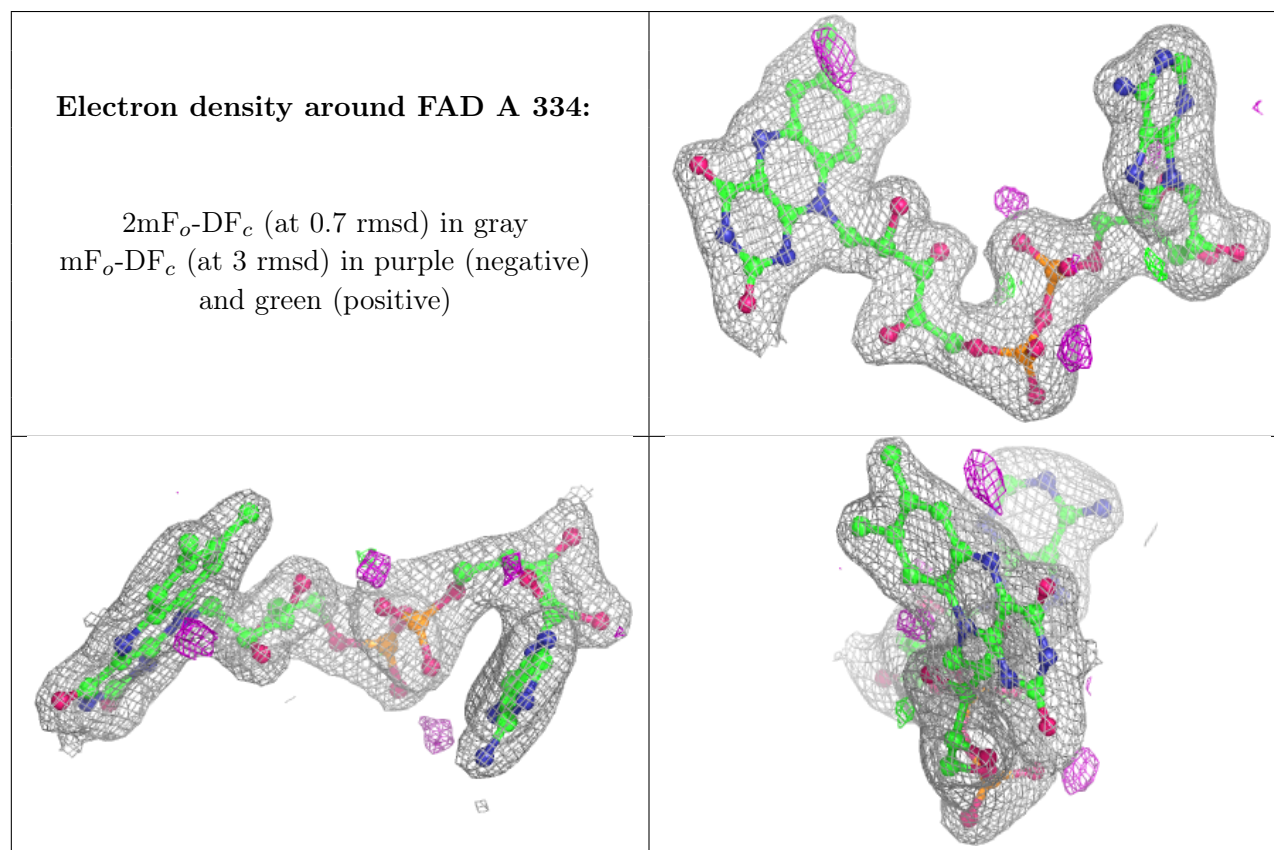 Electron density around FAD A 334:
2mFₒ-DF𝒸 (at 0.7 rmsd) in gray
mFₒ-DF𝒸 (at 3 rmsd) in purple (negative)
and green (positive)